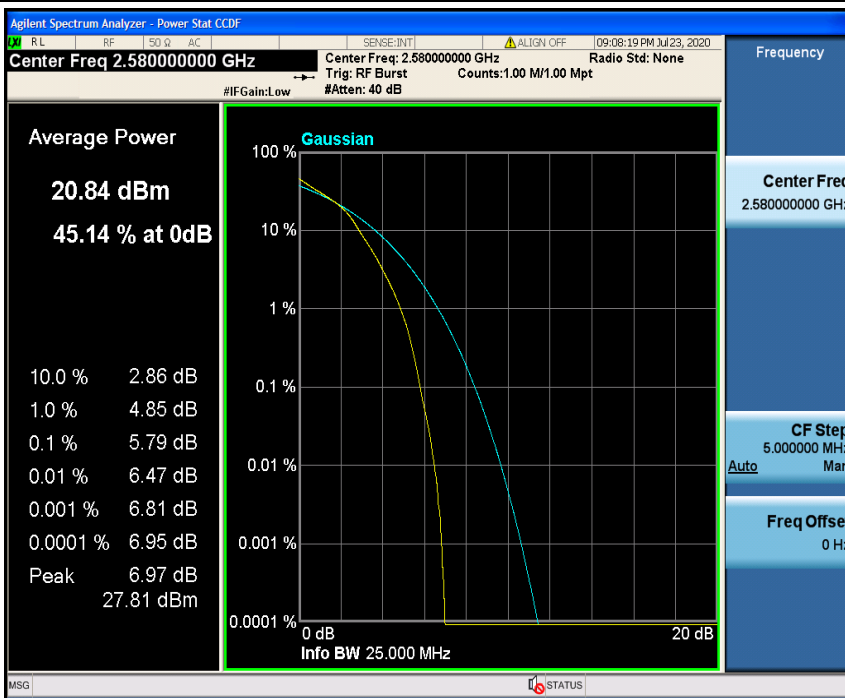 Agilent Spectrum Analyzer - Power Stat CCDF
LXI RL RF 50 Ω AC SENSE:INT ALIGN OFF 09:08:19 PM Jul 23, 2020
Center Freq 2.580000000 GHz
Center Freq: 2.580000000 GHz Radio Std: None
Trig: RF Burst Counts:1.00 M/1.00 Mpt
#IFGain:Low #Atten: 40 dB
Average Power
20.84 dBm
45.14 % at 0dB
10.0 % 2.86 dB
1.0 % 4.85 dB
0.1 % 5.79 dB
0.01 % 6.47 dB
0.001 % 6.81 dB
0.0001 % 6.95 dB
Peak 6.97 dB
27.81 dBm
Gaussian
100 %
10 %
1 %
0.1 %
0.01 %
0.001 %
0.0001 %
0 dB 20 dB
Info BW 25.000 MHz
Frequency
Center Freq
2.580000000 GHz
CF Step
5.000000 MHz
Auto Man
Freq Offse
0 Hz
MSG STATUS